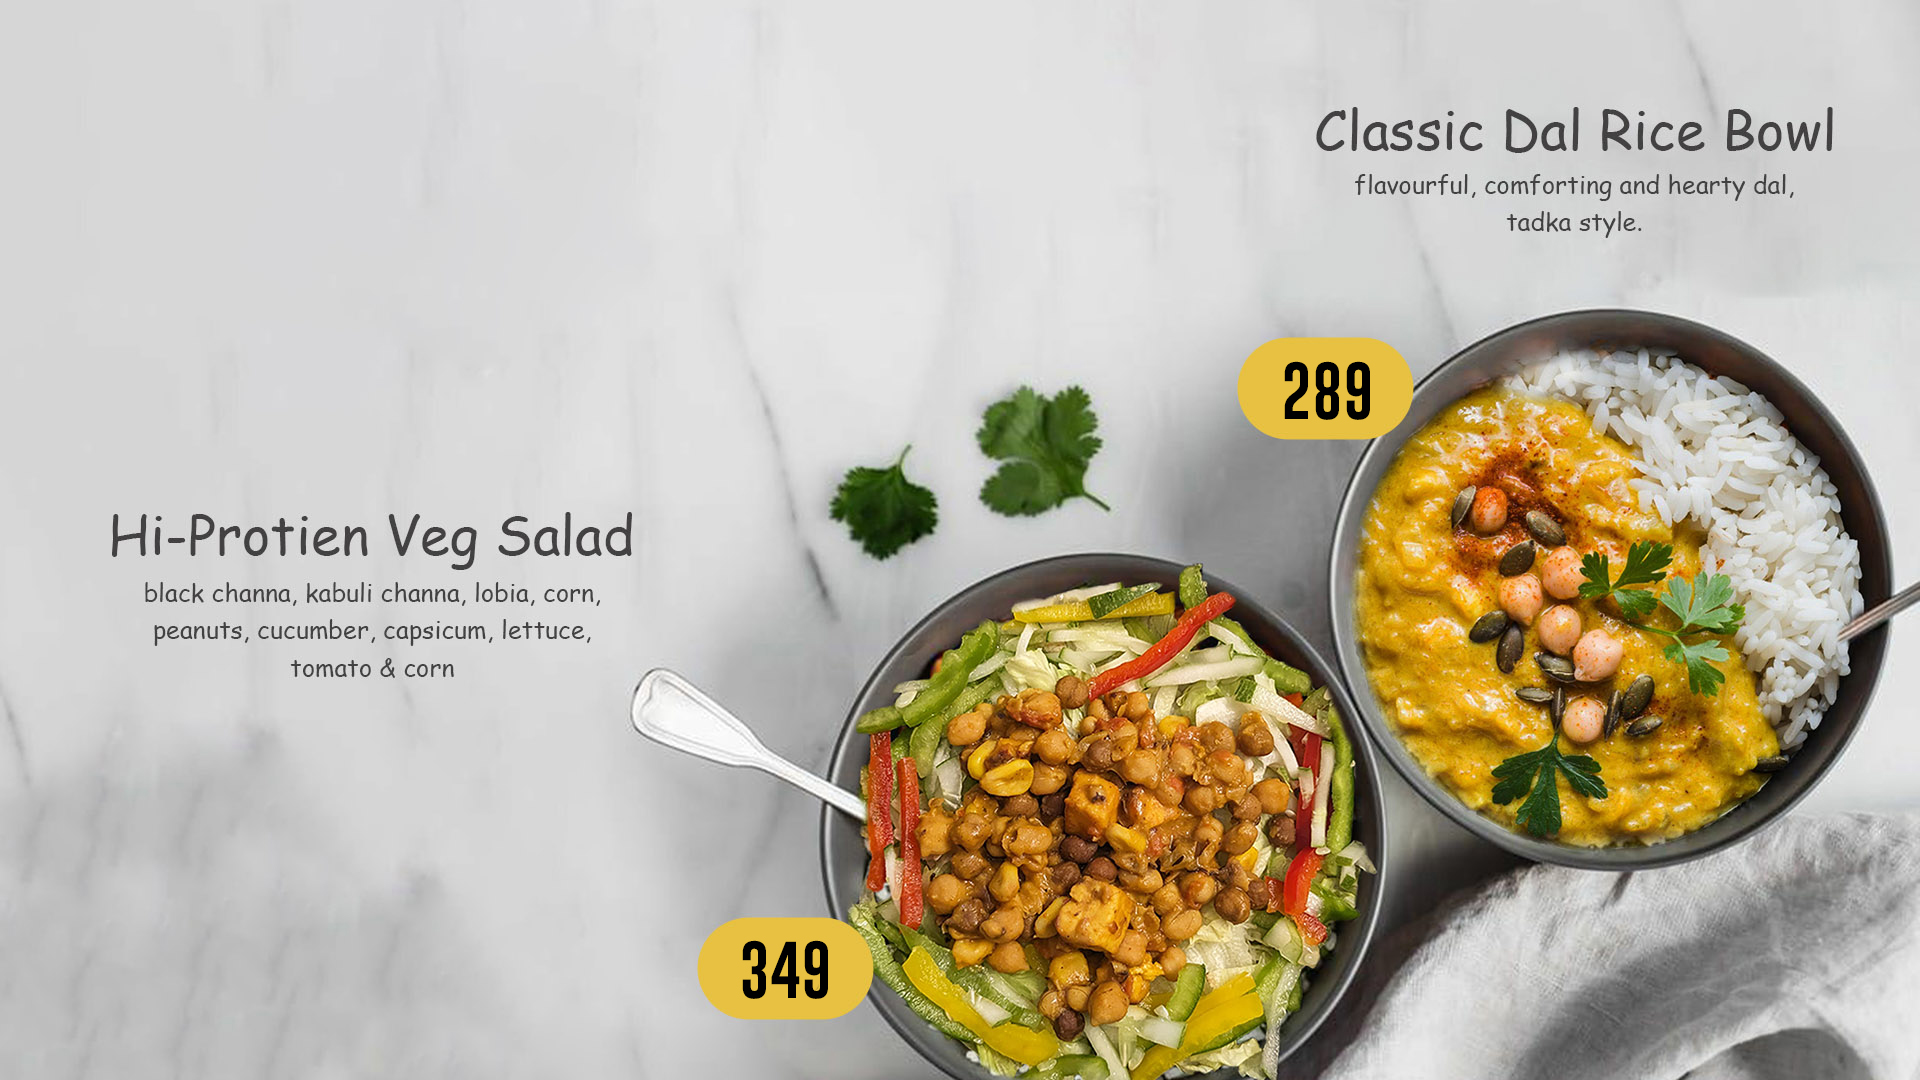 Classic Dal Rice Bowl
flavourful, comforting and hearty dal,
tadka style.
289
Hi-Protien Veg Salad
black channa, kabuli channa, lobia, corn,
peanuts, cucumber, capsicum, lettuce,
tomato & corn
349